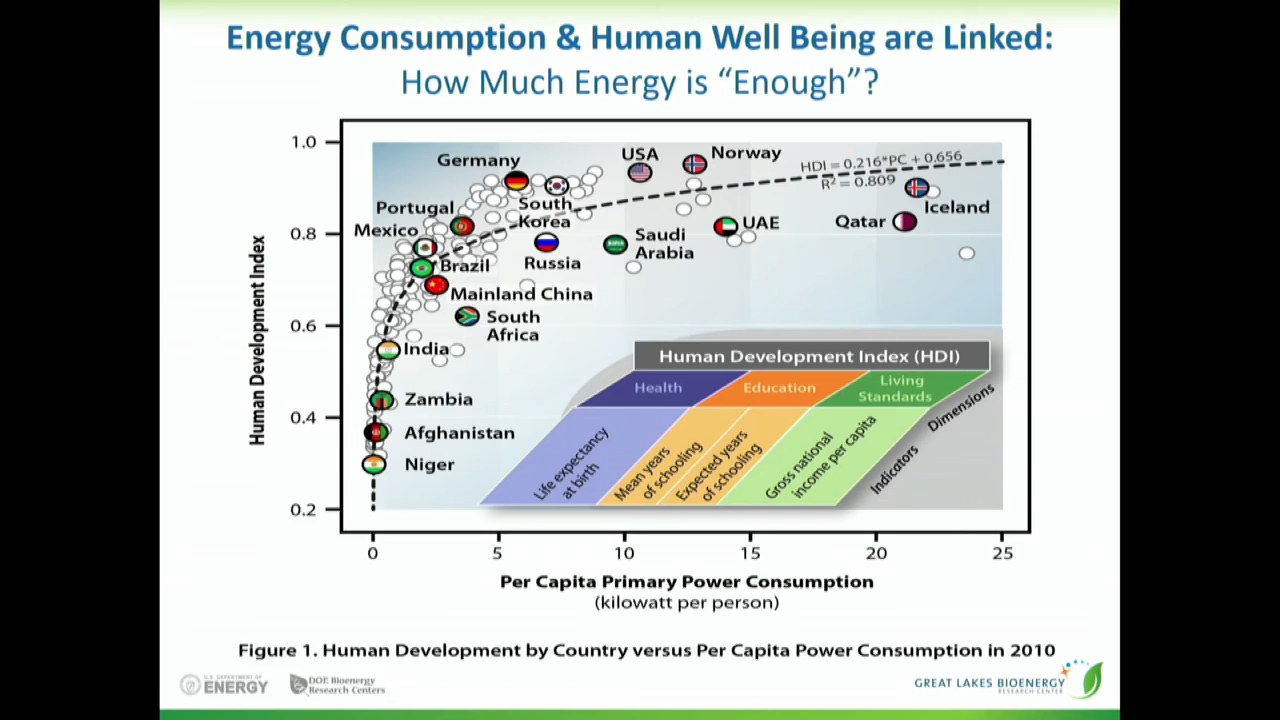 Energy Consumption & Human Well Being are Linked:
How Much Energy is “Enough”?
Human Development Index
1.0
0.8
0.6
0.4
0.2
Germany
USA
Norway
HDI = 0.216*PC + 0.656
R² = 0.809
Portugal
South
Korea
Iceland
Mexico
UAE
Qatar
Saudi
Arabia
Brazil
Russia
Mainland China
South
Africa
India
Zambia
Afghanistan
Niger
Human Development Index (HDI)
Health
Education
Living
Standards
Dimensions
Life expectancy
at birth
Mean years
of schooling
Expected years
of schooling
Gross national
income per capita
Indicators
0
5
10
15
20
25
Per Capita Primary Power Consumption
(kilowatt per person)
Figure 1. Human Development by Country versus Per Capita Power Consumption in 2010
U.S. DEPARTMENT OF
ENERGY
DOE Bioenergy
Research Centers
GREAT LAKES BIOENERGY
RESEARCH CENTER